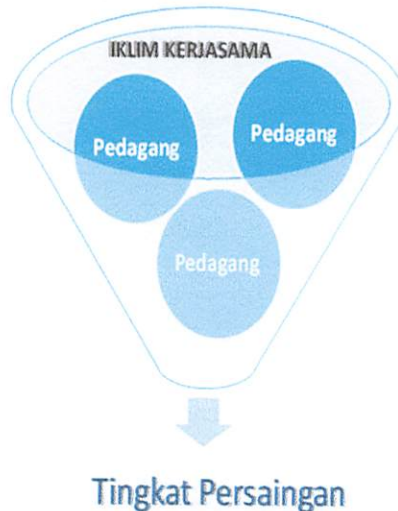 IKLIM KERJASAMA
Pedagang
Pedagang
Pedagang
Tingkat Persaingan